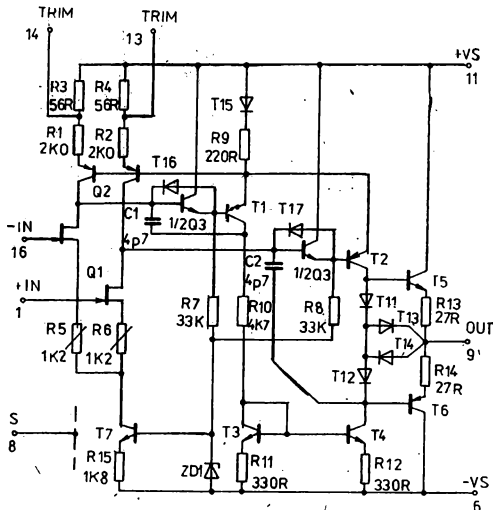 TRIM
14
TRIM
13
+VS
11
R3
56R
R4
56R
T15
R1
2K0
R2
2K0
R9
220R
T16
Q2
C1
4p7
1/2Q3
T1
T17
-IN
16
Q1
C2
4p7
1/2Q3
T2
T5
+IN
1
R7
33K
R10
4K7
R8
33K
T11
T13
R13
27R
OUT
9
R5
1K2
R6
1K2
T14
T12
R14
27R
T6
S
8
T7
T3
T4
R15
1K8
ZD1
R11
330R
R12
330R
-VS
6